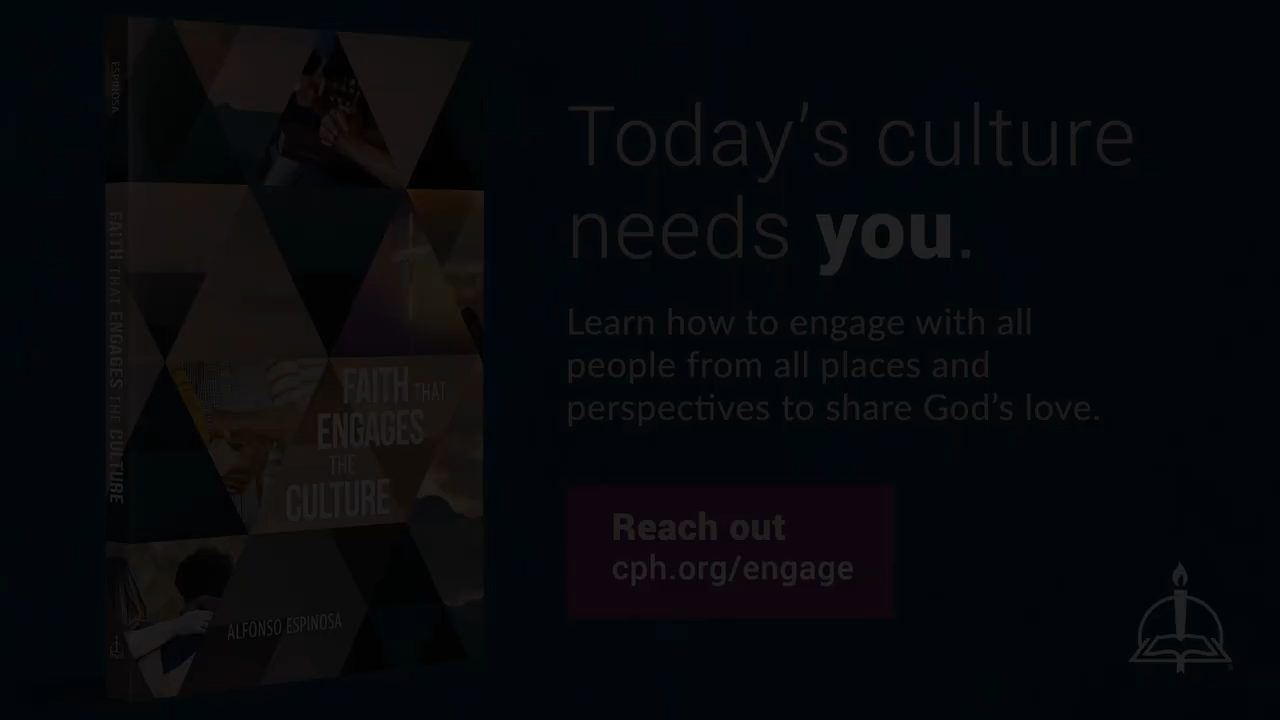 ESPINOSA
FAITH THAT ENGAGES THE CULTURE
FAITH THAT
ENGAGES
THE
CULTURE
ALFONSO ESPINOSA
Today’s culture
needs you.
Learn how to engage with all
people from all places and
perspectives to share God’s love.
Reach out
cph.org/engage